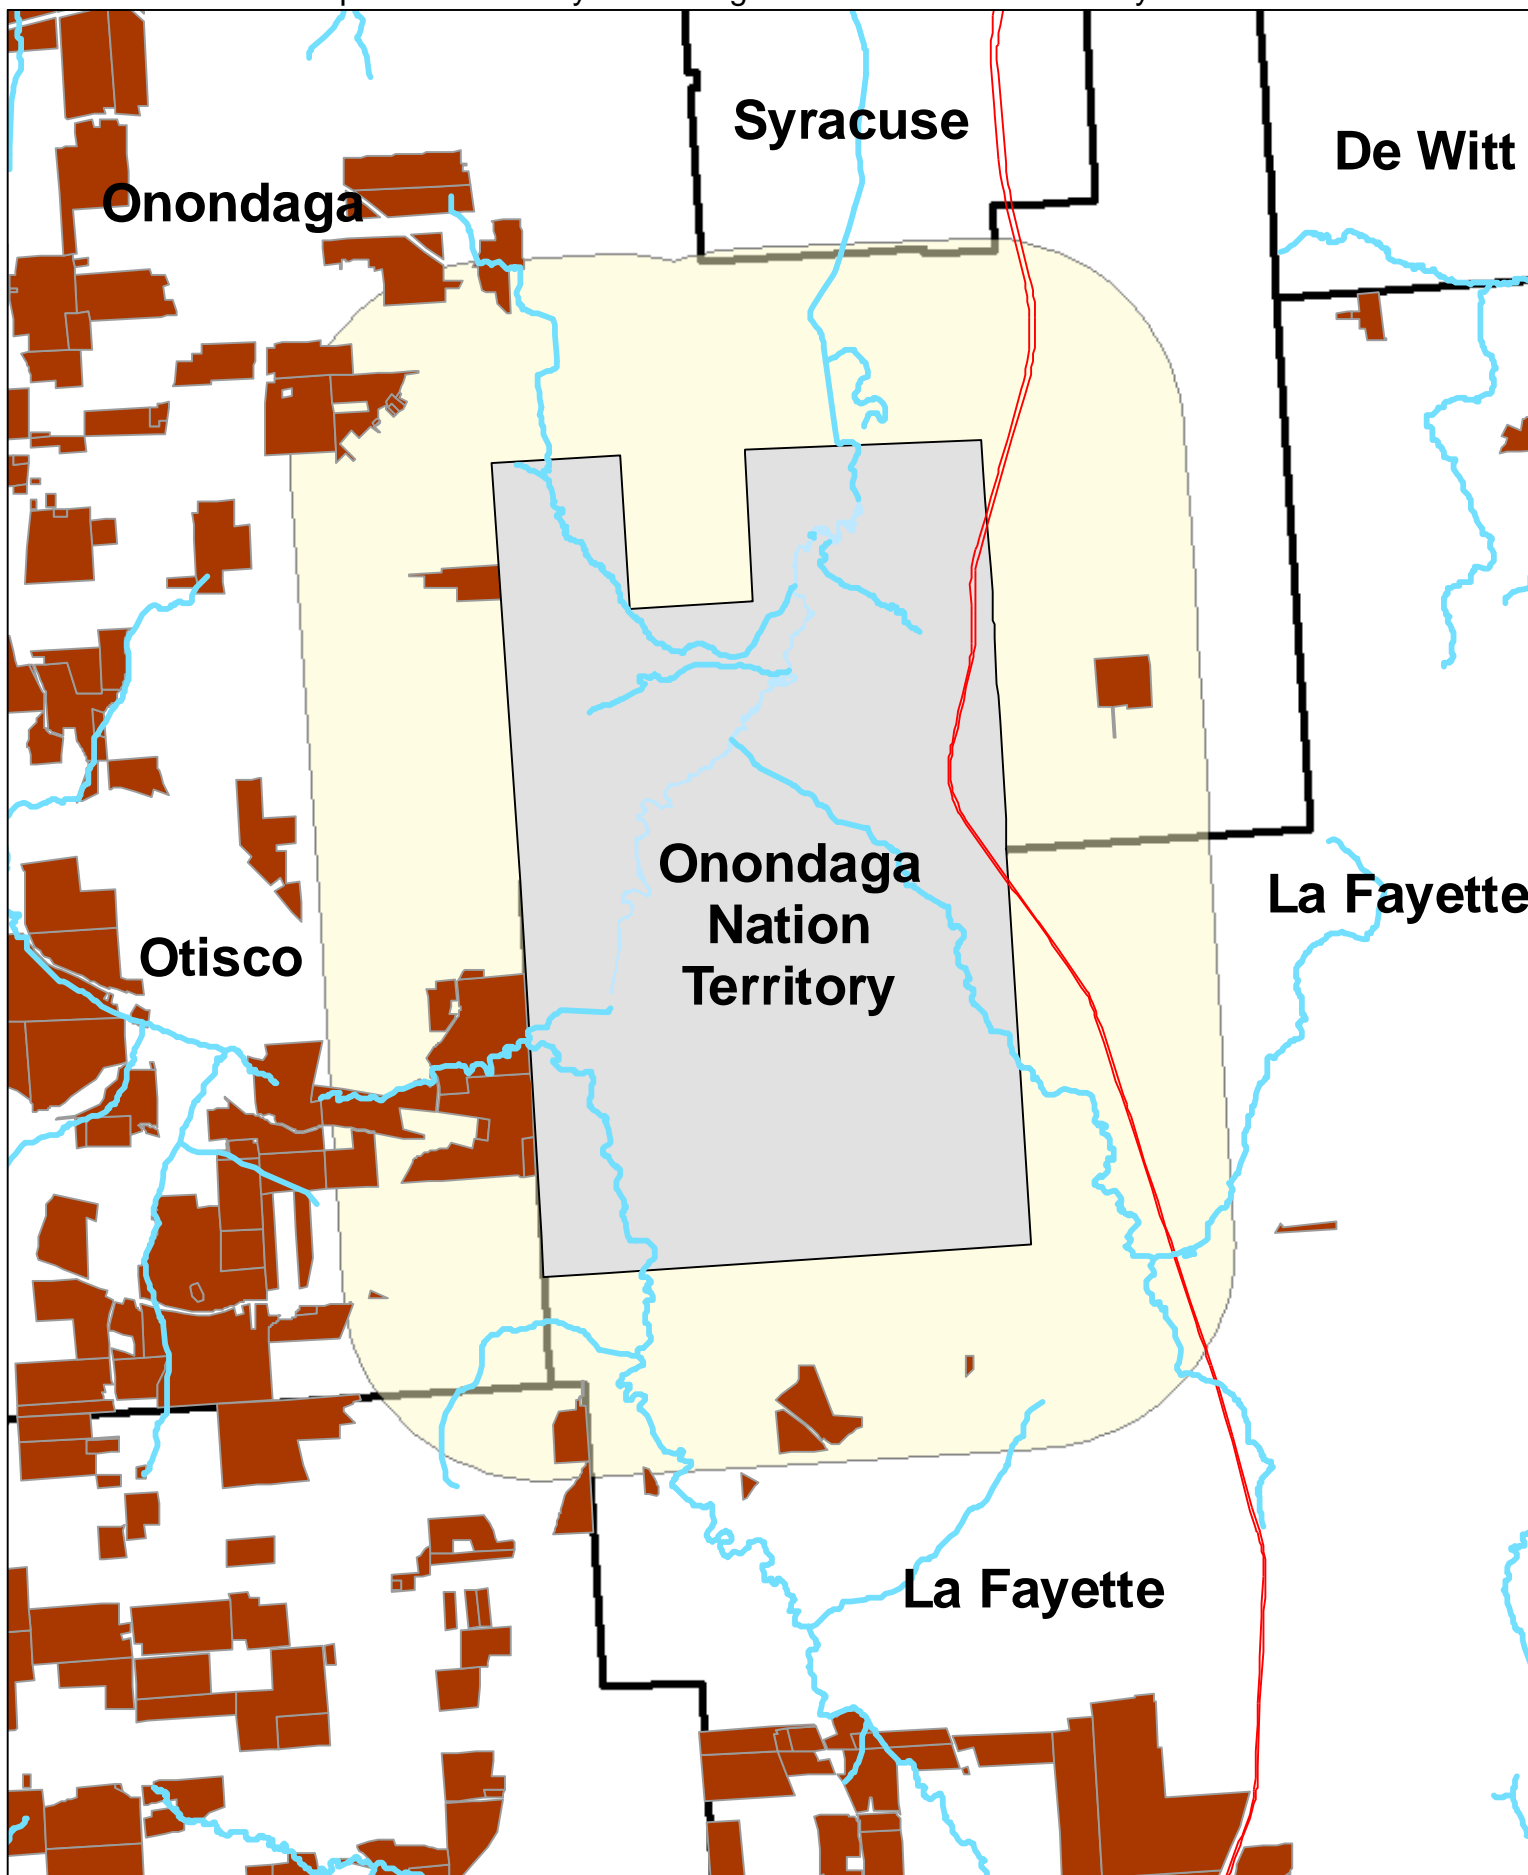 Syracuse
De Witt
Onondaga
Onondaga
Nation
Territory
La Fayette
Otisco
La Fayette